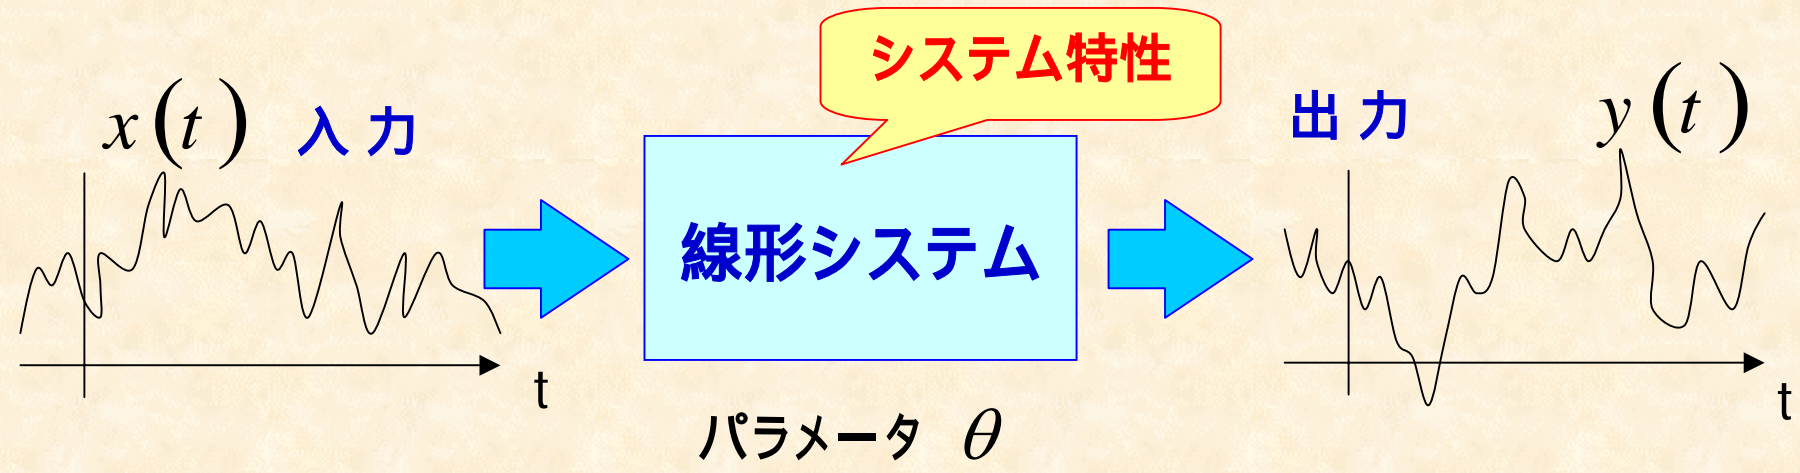 システム特性
x(t) 入力
出力 y(t)
線形システム
t
t
パラメータ θ